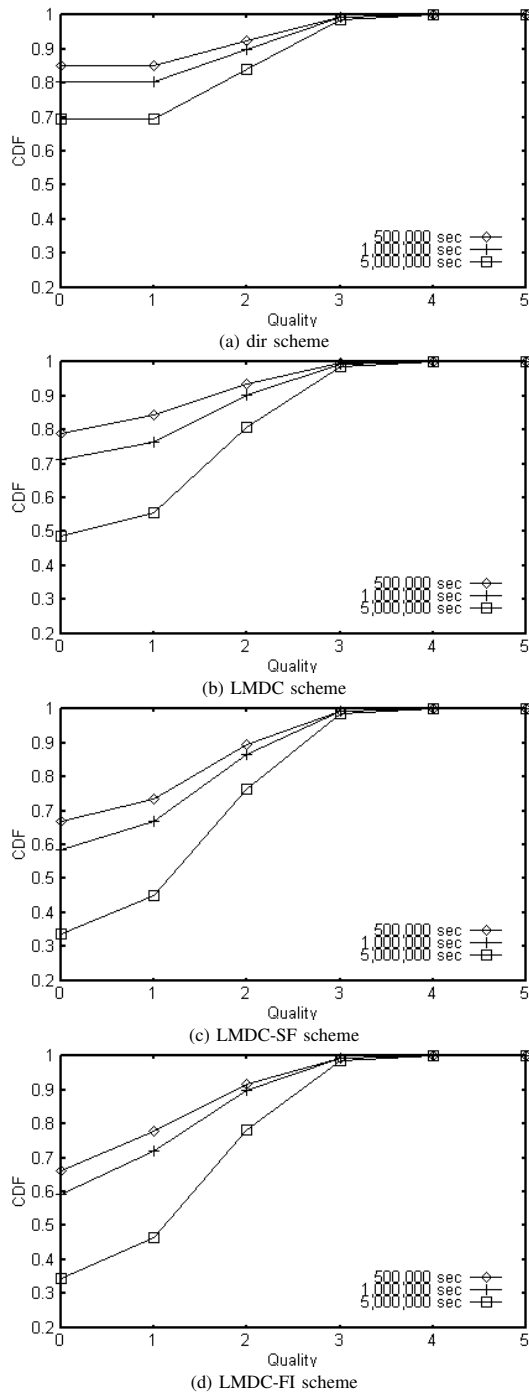 1
0.9
0.8
0.7
0.6
0.5
0.4
0.3
0.2
CDF
500,000 sec
1,000,000 sec
5,000,000 sec
0 1 2 3 4 5
Quality
(a) dir scheme
1
0.9
0.8
0.7
0.6
0.5
0.4
0.3
0.2
CDF
500,000 sec
1,000,000 sec
5,000,000 sec
0 1 2 3 4 5
Quality
(b) LMDC scheme
1
0.9
0.8
0.7
0.6
0.5
0.4
0.3
0.2
CDF
500,000 sec
1,000,000 sec
5,000,000 sec
0 1 2 3 4 5
Quality
(c) LMDC-SF scheme
1
0.9
0.8
0.7
0.6
0.5
0.4
0.3
0.2
CDF
500,000 sec
1,000,000 sec
5,000,000 sec
0 1 2 3 4 5
Quality
(d) LMDC-FI scheme